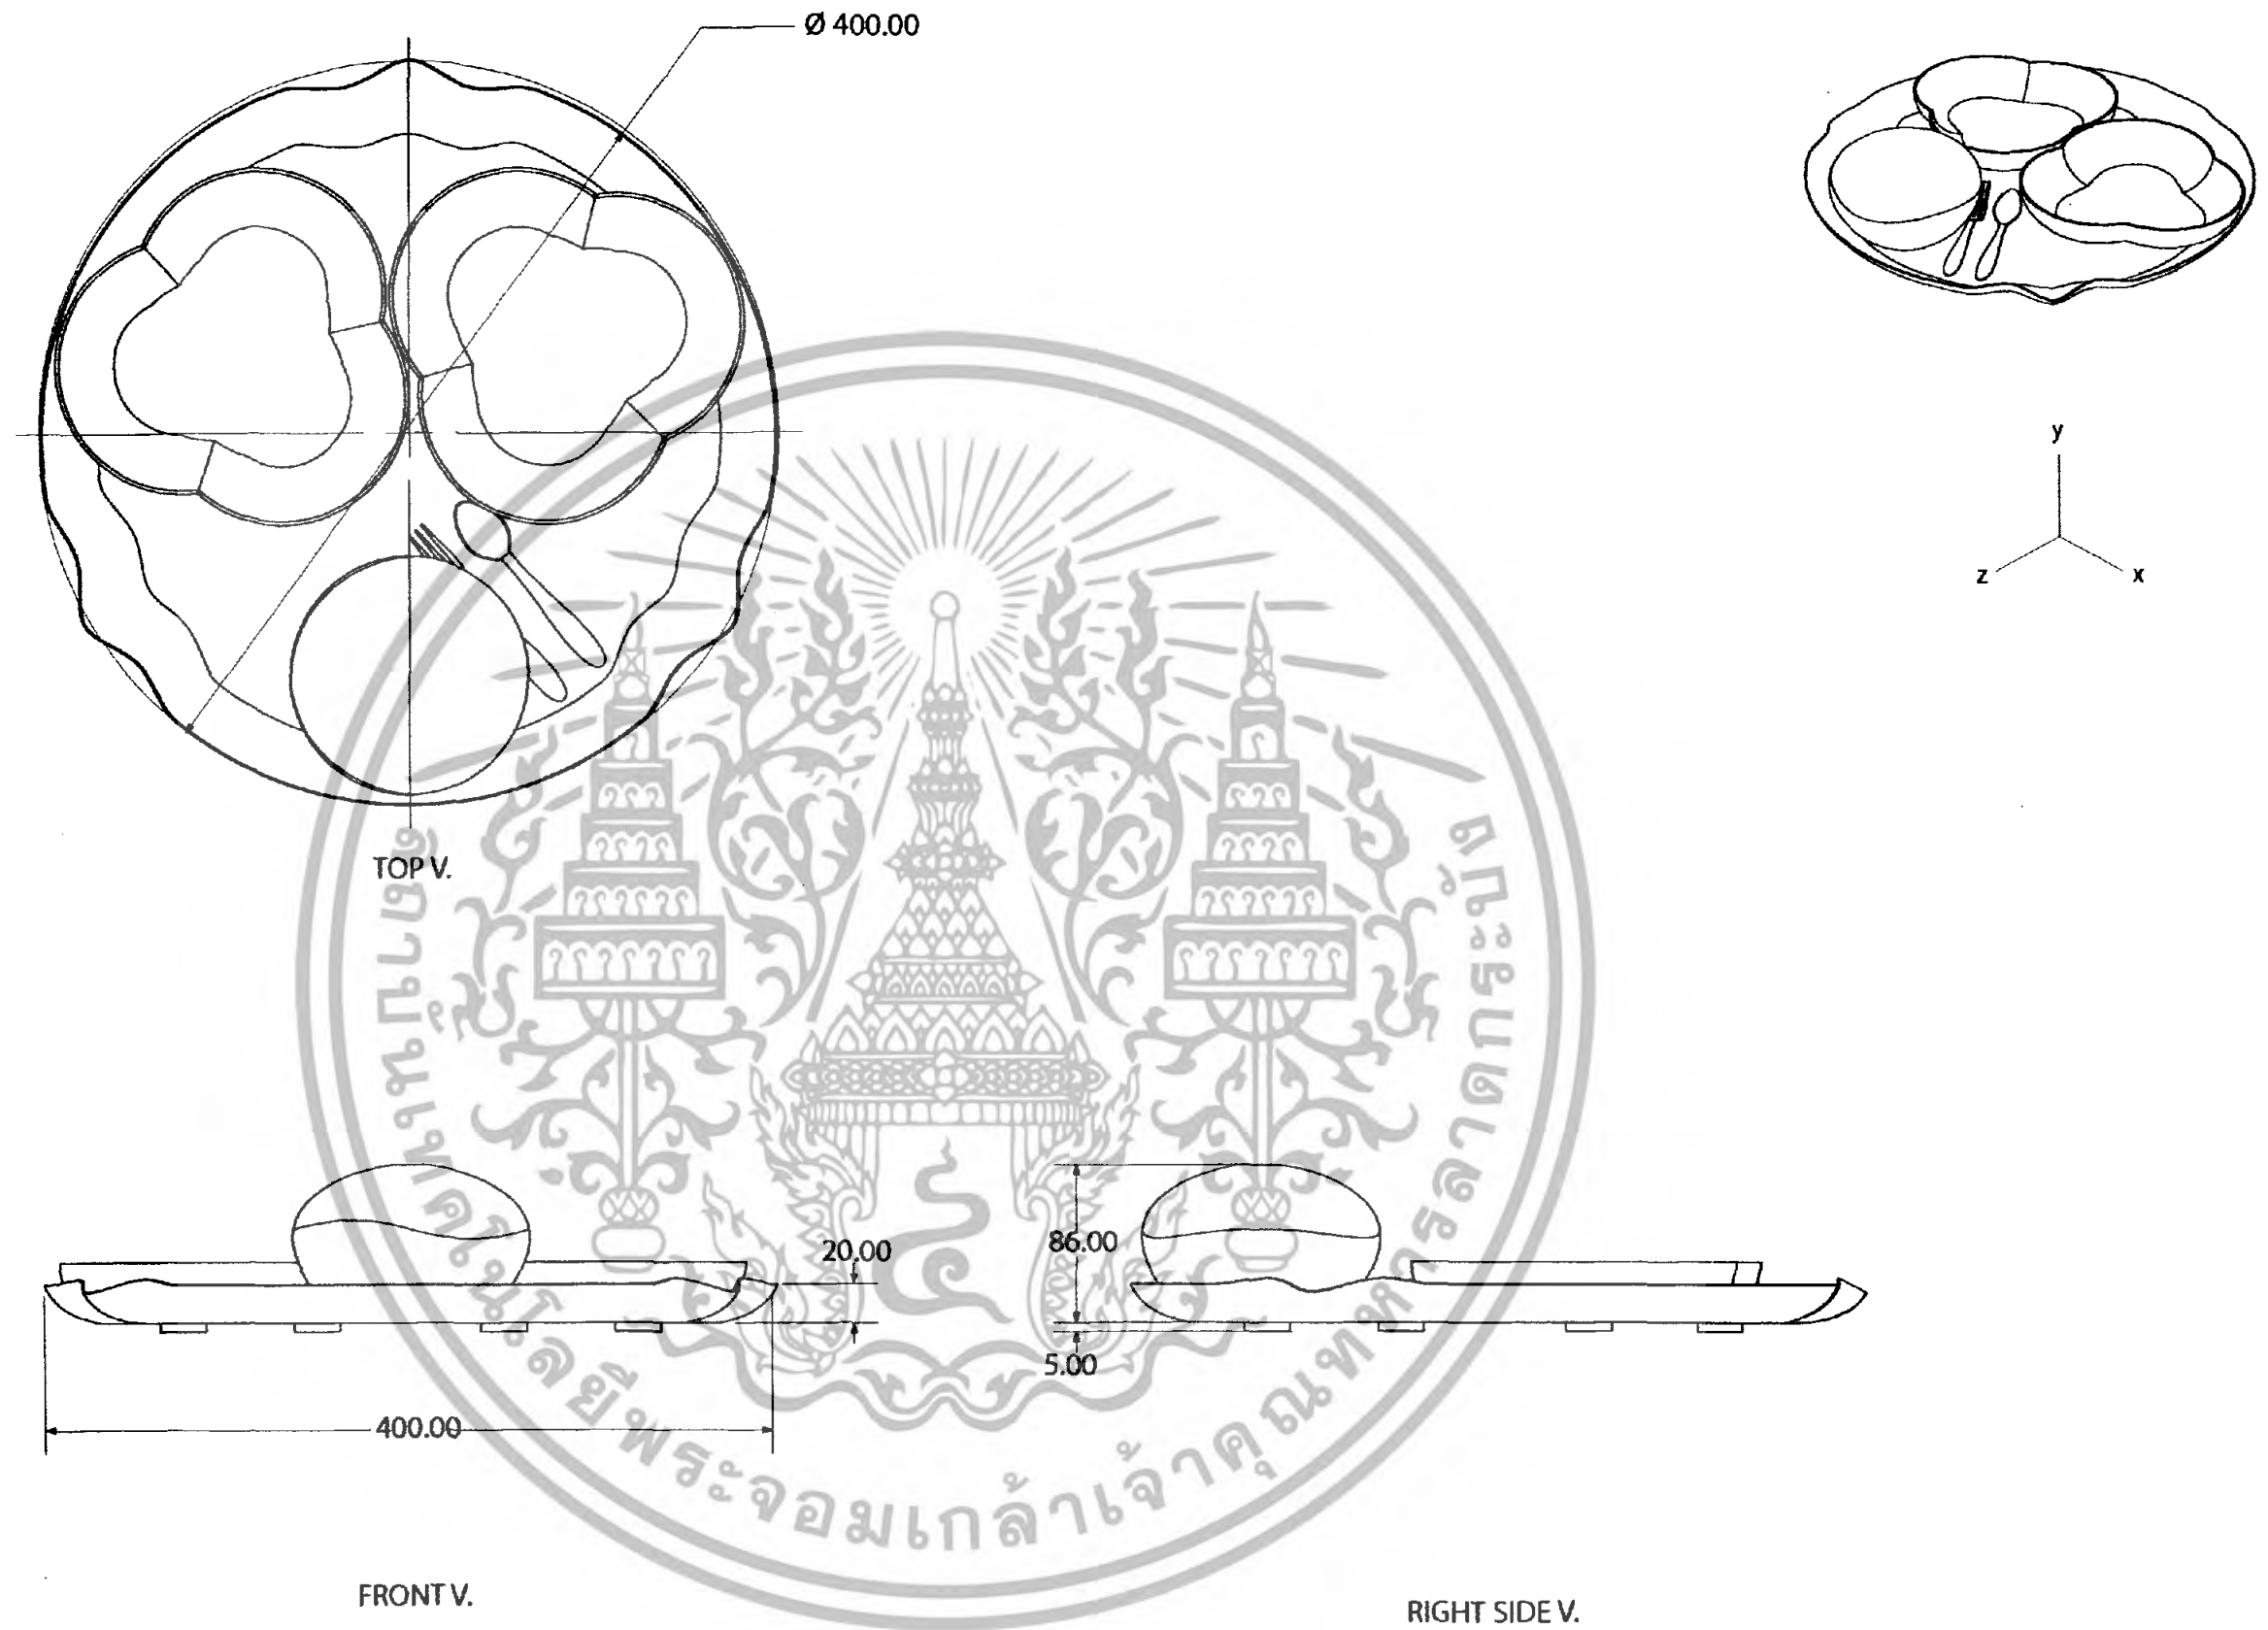 Ø 400.00
y
z
x
TOP V.
20.00
86.00
5.00
400.00
FRONT V.
RIGHT SIDE V.
สถาบันเทคโนโลยีพระจอมเกล้าเจ้าคุณทหารลาดกระบัง